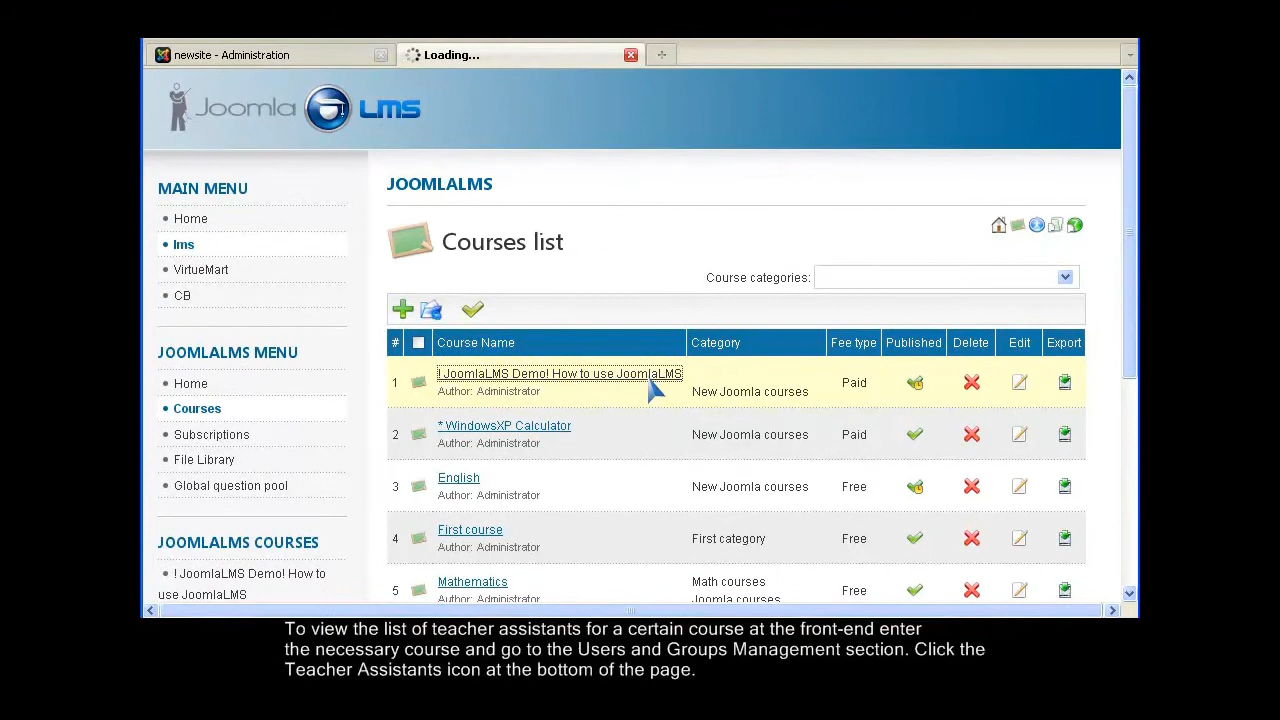 newsite - Administration
Loading...
Joomla LMS
MAIN MENU
Home
lms
VirtueMart
CB
JOOMLALMS MENU
Home
Courses
Subscriptions
File Library
Global question pool
JOOMLALMS COURSES
! JoomlaLMS Demo! How to
use JoomlaLMS
JOOMLALMS
Courses list
Course categories:
# Course Name Category Fee type Published Delete Edit Export
1 ! JoomlaLMS Demo! How to use JoomlaLMS
Author: Administrator New Joomla courses Paid
2 * WindowsXP Calculator
Author: Administrator New Joomla courses Paid
3 English
Author: Administrator New Joomla courses Free
4 First course
Author: Administrator First category Free
5 Mathematics Math courses Free
Author: Administrator Joomla courses
To view the list of teacher assistants for a certain course at the front-end enter
the necessary course and go to the Users and Groups Management section. Click the
Teacher Assistants icon at the bottom of the page.